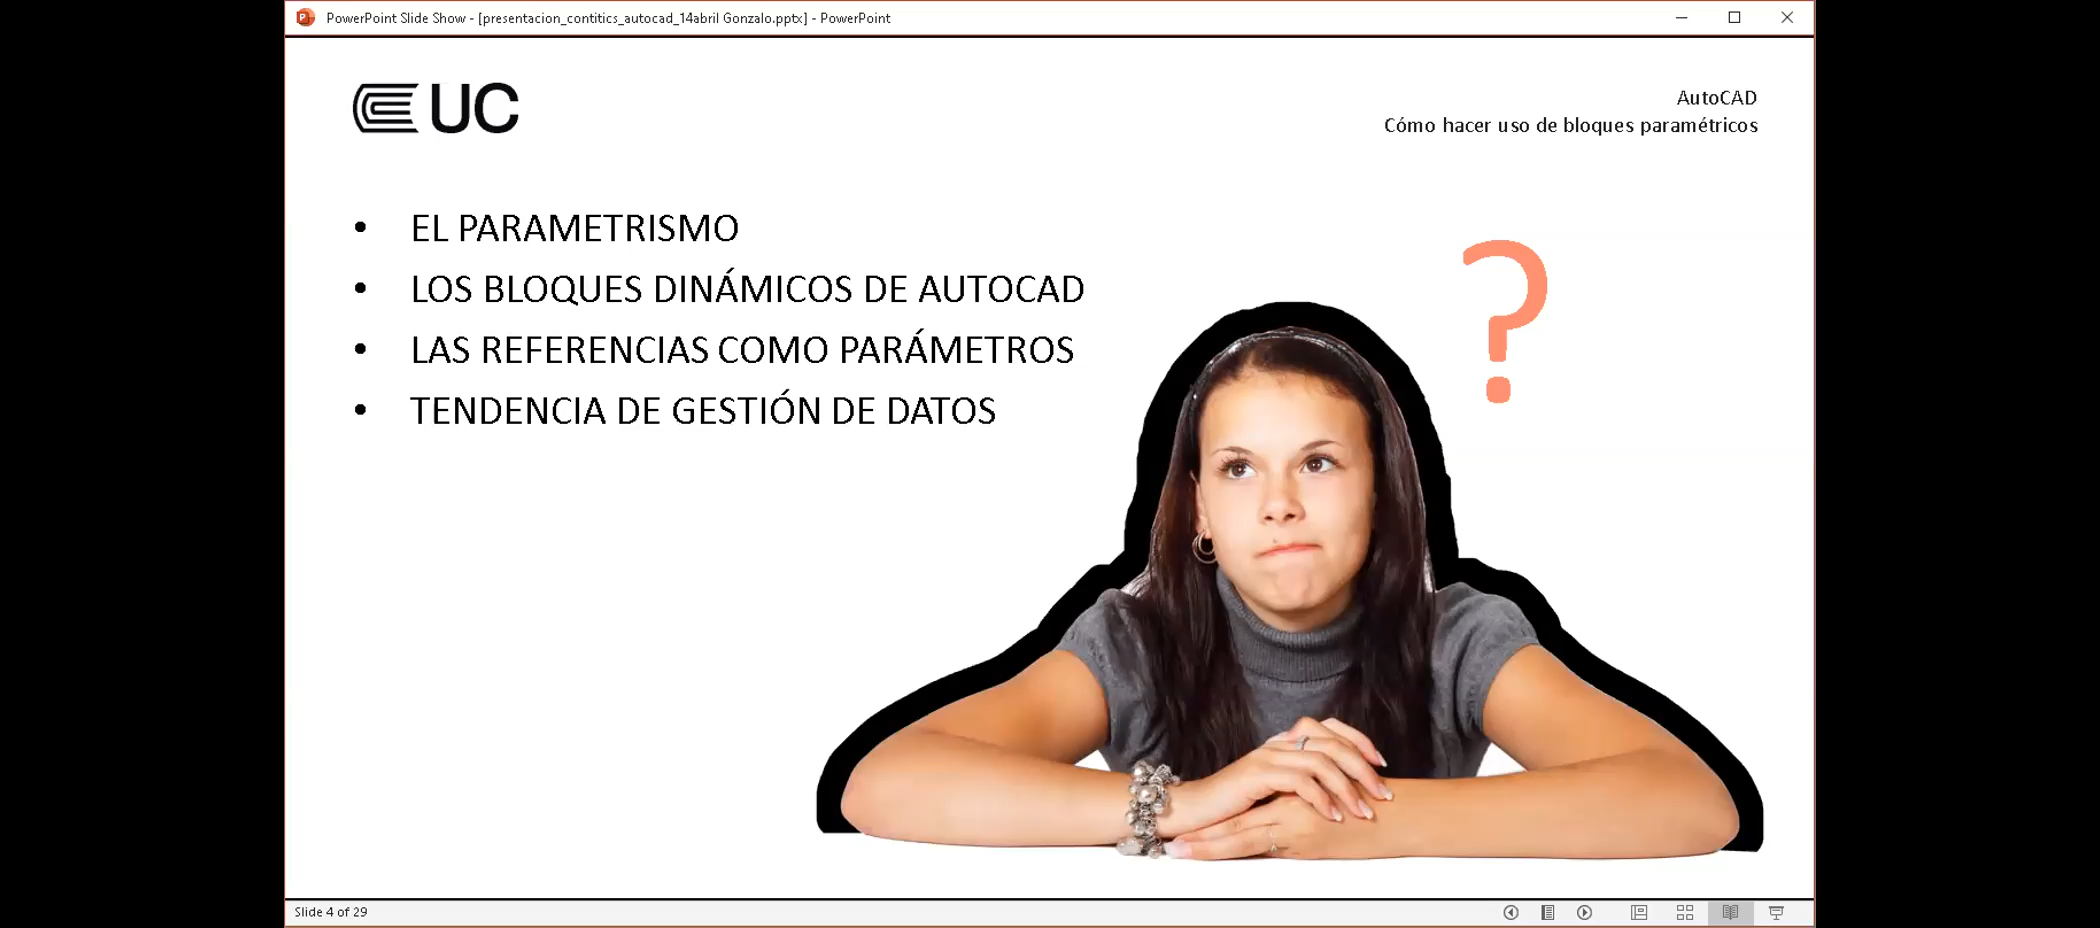 PowerPoint Slide Show - [presentacion_contitics_autocad_14abril Gonzalo.pptx] - PowerPoint
UC
AutoCAD
Cómo hacer uso de bloques paramétricos
• EL PARAMETRISMO
• LOS BLOQUES DINÁMICOS DE AUTOCAD
• LAS REFERENCIAS COMO PARÁMETROS
• TENDENCIA DE GESTIÓN DE DATOS
?
Slide 4 of 29